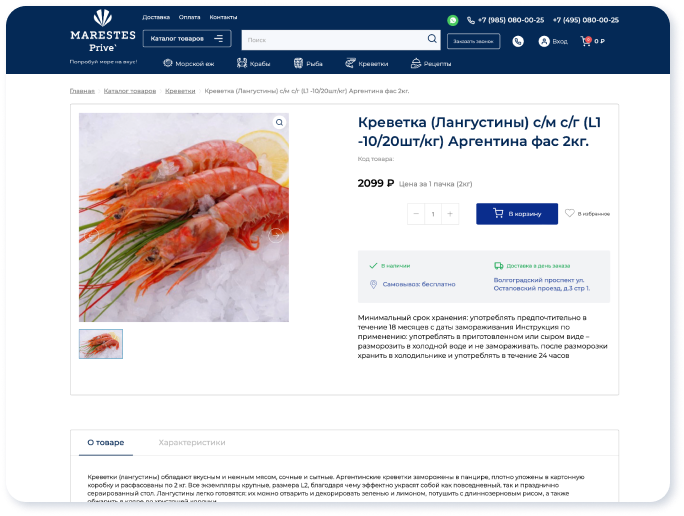 Доставка Оплата Контакты
+7 (985) 080-00-25 +7 (495) 080-00-25
MARESTES
Prive`
Попробуй море на вкус!
Каталог товаров
Поиск
Заказать звонок
Вход
0 ₽
Морской еж Крабы Рыба Креветки Рецепты
Главная Каталог товаров Креветки Креветка (Лангустины) с/м с/г (L1 -10/20шт/кг) Аргентина фас 2кг.
Креветка (Лангустины) с/м с/г (L1
-10/20шт/кг) Аргентина фас 2кг.
Код товара:
2099 ₽ Цена за 1 пачка (2кг)
− 1 +
В корзину
В избранное
В наличии
Доставка в день заказа
Самовывоз: бесплатно
Волгоградский проспект ул.
Остаповский проезд, д.3 стр 1.
Минимальный срок хранения: употреблять предпочтительно в
течение 18 месяцев с даты замораживания Инструкция по
применению: употреблять в приготовленном или сыром виде –
разморозить в холодной воде и не замораживать, после разморозки
хранить в холодильнике и употреблять в течение 24 часов
О товаре Характеристики
Креветки (лангустины) обладают вкусным и нежным мясом, сочные и сытные. Аргентинские креветки заморожены в панцире, плотно уложены в картонную
коробку и расфасованы по 2 кг. Все экземпляры крупные, размера L2, благодаря чему эффектно украсят собой как повседневный, так и празднично
сервированный стол. Лангустины легко готовятся: их можно отварить и декорировать зеленью и лимоном, потушить с длиннозерновым рисом, а также
обжарить в кляре до хрустящей корочки.